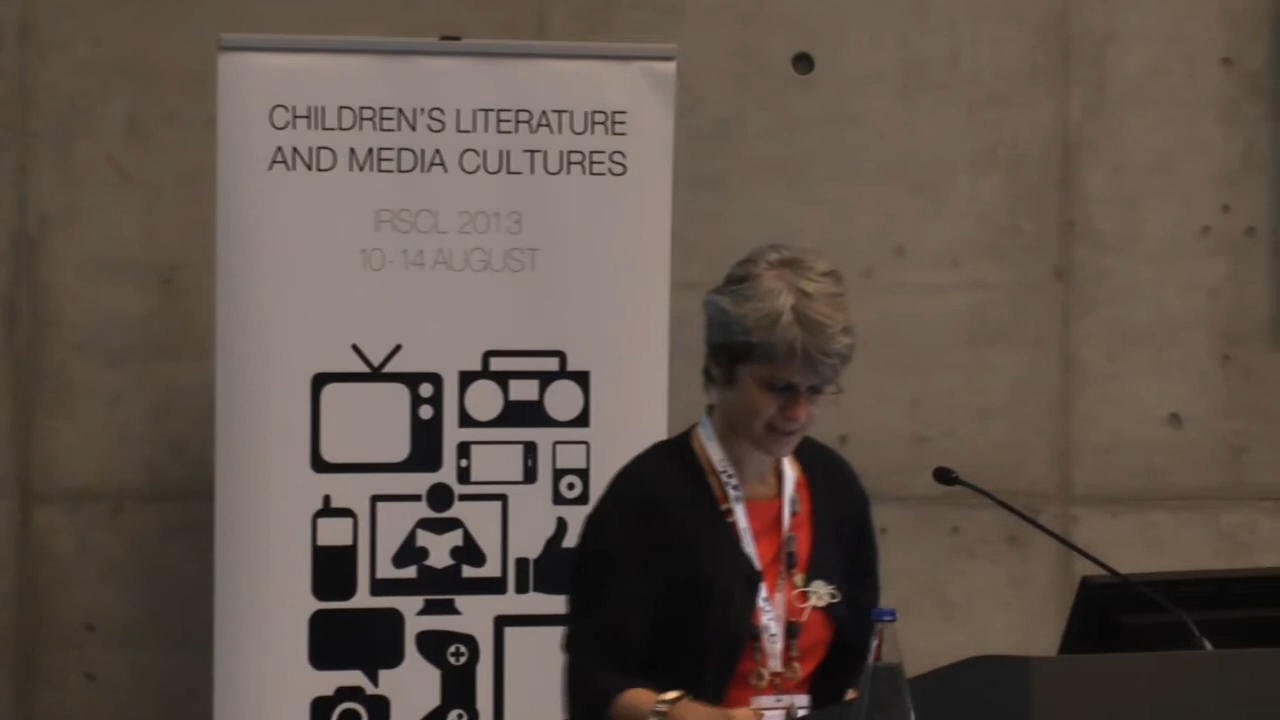 CHILDREN'S LITERATURE
AND MEDIA CULTURES
IRSCL 2013
10-14 AUGUST